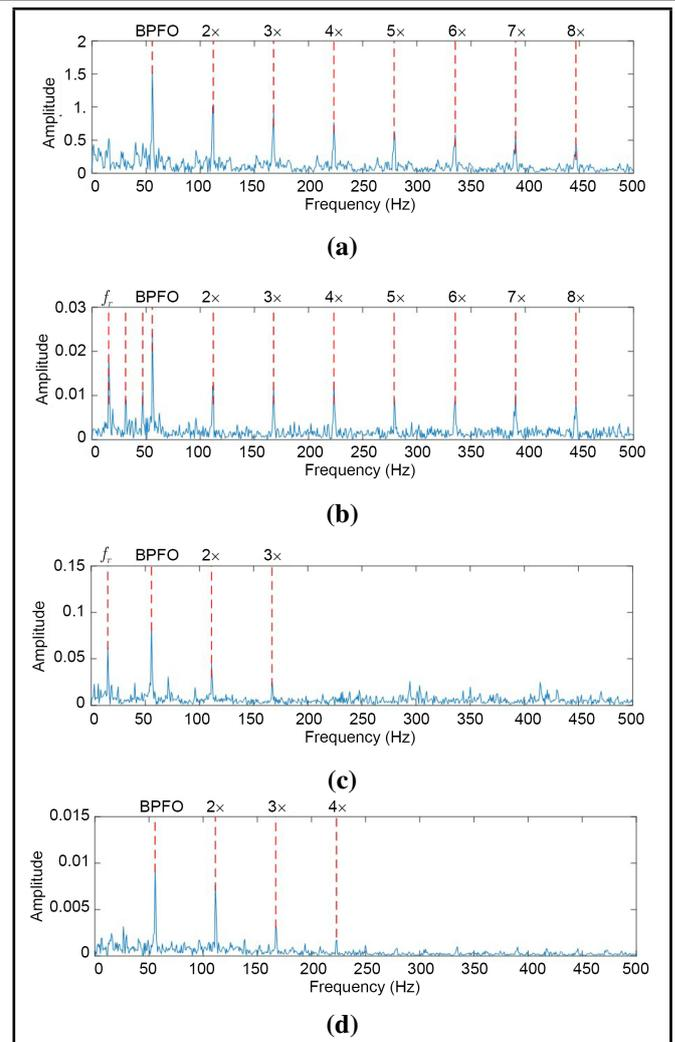 BPFO 2× 3× 4× 5× 6× 7× 8×
2
1.5
1.
0.5
0
Amplitude
0 50 100 150 200 250 300 350 400 450 500
Frequency (Hz)
(a)
f_r BPFO 2× 3× 4× 5× 6× 7× 8×
0.03
0.02
0.01
0
Amplitude
0 50 100 150 200 250 300 350 400 450 500
Frequency (Hz)
(b)
f_r BPFO 2× 3×
0.15
0.1
0.05
0
Amplitude
0 50 100 150 200 250 300 350 400 450 500
Frequency (Hz)
(c)
BPFO 2× 3× 4×
0.015
0.01
0.005
0
Amplitude
0 50 100 150 200 250 300 350 400 450 500
Frequency (Hz)
(d)